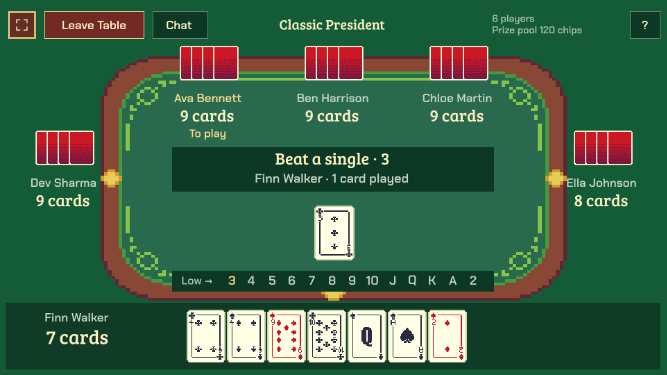 Leave Table
Chat
Classic President
6 players
Prize pool 120 chips
?
Ava Bennett
9 cards
To play
Ben Harrison
9 cards
Chloe Martin
9 cards
Dev Sharma
9 cards
Ella Johnson
8 cards
Beat a single · 3
Finn Walker · 1 card played
Low → 3 4 5 6 7 8 9 10 J Q K A 2
Finn Walker
7 cards
Q